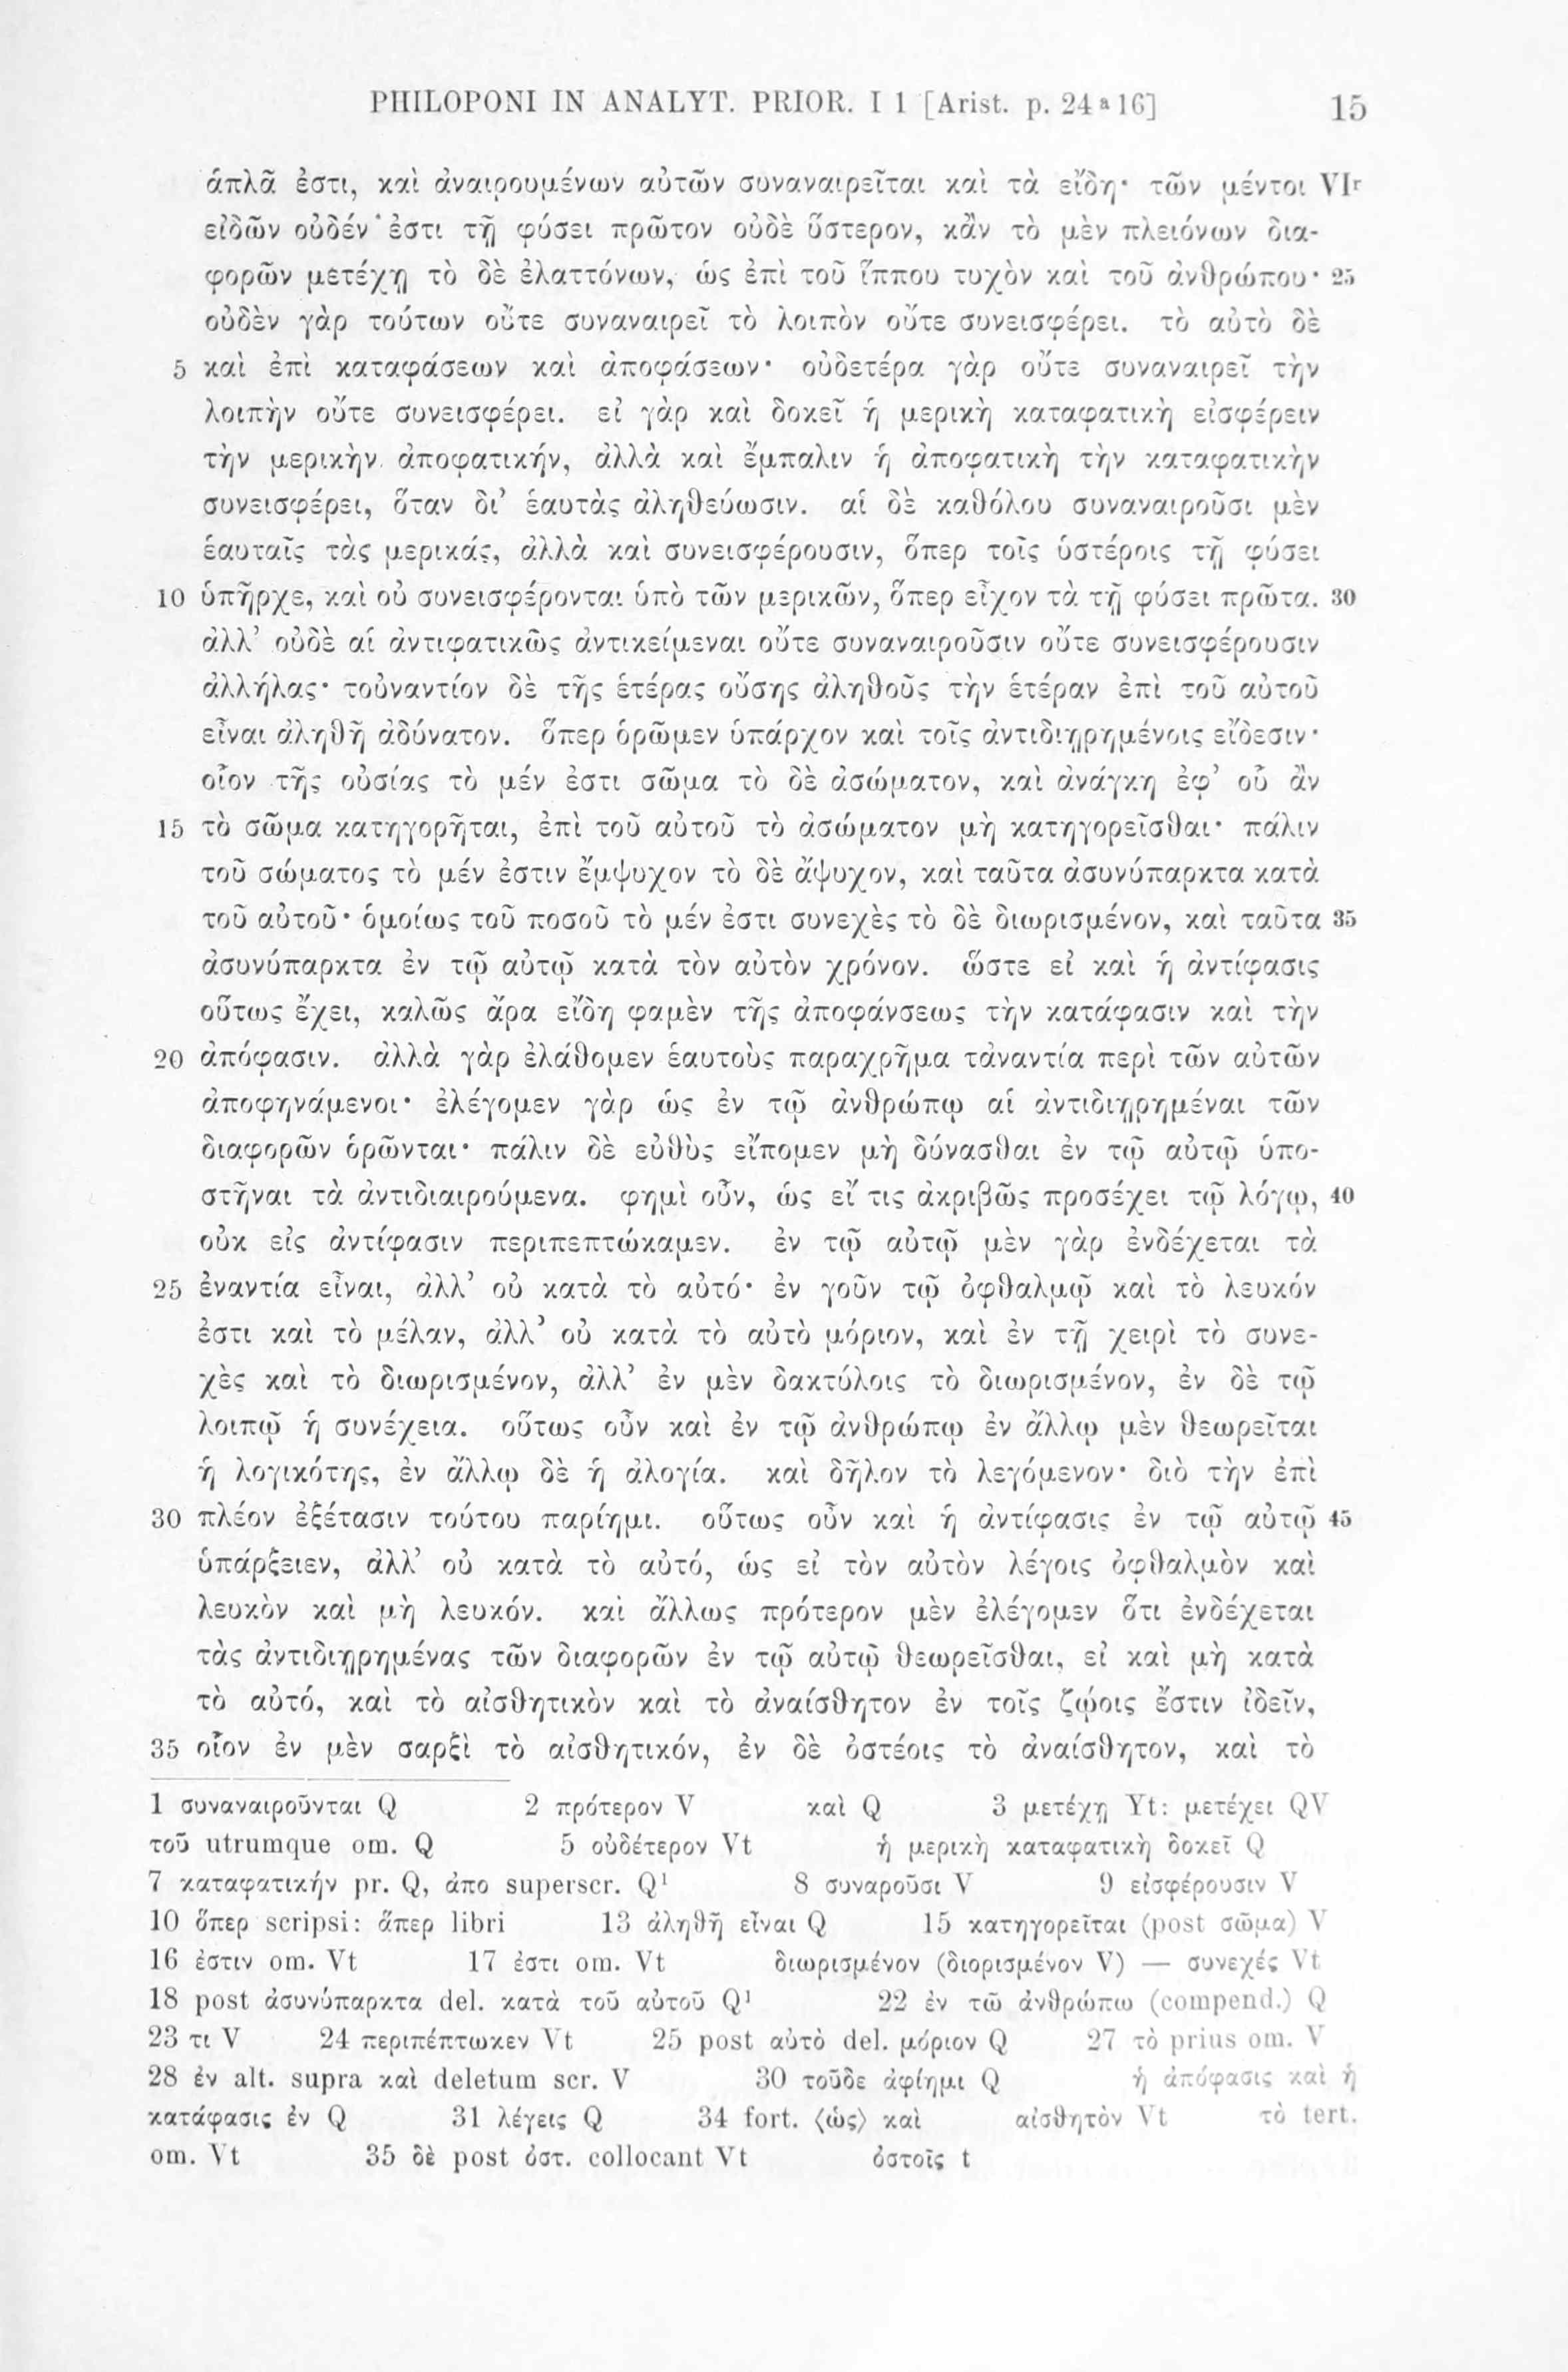 PHILOPONI IN ANALYT. PRIOR. I 1 [Arist. p. 24ᵃ16] 15
ἁπλᾶ ἐστι, καὶ ἀναιρουμένων αὐτῶν συναναιρεῖται καὶ τὰ εἴδη· τῶν μέντοι VIʳ
εἰδῶν οὐδέν ἐστι τῇ φύσει πρῶτον οὐδὲ ὕστερον, κἂν τὸ μὲν πλειόνων δια-
φορῶν μετέχῃ τὸ δὲ ἐλαττόνων, ὡς ἐπὶ τοῦ ἵππου τυχὸν καὶ τοῦ ἀνθρώπου· 25
οὐδὲν γὰρ τούτων οὔτε συναναιρεῖ τὸ λοιπὸν οὔτε συνεισφέρει. τὸ αὐτὸ δὲ
5 καὶ ἐπὶ καταφάσεων καὶ ἀποφάσεων· οὐδετέρα γὰρ οὔτε συναναιρεῖ τὴν
λοιπὴν οὔτε συνεισφέρει. εἰ γὰρ καὶ δοκεῖ ἡ μερικὴ καταφατικὴ εἰσφέρειν
τὴν μερικὴν ἀποφατικήν, ἀλλὰ καὶ ἔμπαλιν ἡ ἀποφατικὴ τὴν καταφατικὴν
συνεισφέρει, ὅταν δι’ ἑαυτὰς ἀληθεύωσιν. αἱ δὲ καθόλου συναναιροῦσι μὲν
ἑαυταῖς τὰς μερικάς, ἀλλὰ καὶ συνεισφέρουσιν, ὅπερ τοῖς ὑστέροις τῇ φύσει
10 ὑπῆρχε, καὶ οὐ συνεισφέρονται ὑπὸ τῶν μερικῶν, ὅπερ εἶχον τὰ τῇ φύσει πρῶτα. 30
ἀλλ’ οὐδὲ αἱ ἀντιφατικῶς ἀντικείμεναι οὔτε συναναιροῦσιν οὔτε συνεισφέρουσιν
ἀλλήλας· τοὐναντίον δὲ τῆς ἑτέρας οὔσης ἀληθοῦς τὴν ἑτέραν ἐπὶ τοῦ αὐτοῦ
εἶναι ἀληθῆ ἀδύνατον. ὅπερ ὁρῶμεν ὑπάρχον καὶ τοῖς ἀντιδιῃρημένοις εἴδεσιν·
οἷον τῆς οὐσίας τὸ μέν ἐστι σῶμα τὸ δὲ ἀσώματον, καὶ ἀνάγκη ἐφ’ οὗ ἂν
15 τὸ σῶμα κατηγορῆται, ἐπὶ τοῦ αὐτοῦ τὸ ἀσώματον μὴ κατηγορεῖσθαι· πάλιν
τοῦ σώματος τὸ μέν ἐστιν ἔμψυχον τὸ δὲ ἄψυχον, καὶ ταῦτα ἀσυνύπαρκτα κατὰ
τοῦ αὐτοῦ· ὁμοίως τοῦ ποσοῦ τὸ μέν ἐστι συνεχὲς τὸ δὲ διωρισμένον, καὶ ταῦτα 35
ἀσυνύπαρκτα ἐν τῷ αὐτῷ κατὰ τὸν αὐτὸν χρόνον. ὥστε εἰ καὶ ἡ ἀντίφασις
οὕτως ἔχει, καλῶς ἄρα εἴδη φαμὲν τῆς ἀποφάνσεως τὴν κατάφασιν καὶ τὴν
20 ἀπόφασιν. ἀλλὰ γὰρ ἐλάθομεν ἑαυτοὺς παραχρῆμα τἀναντία περὶ τῶν αὐτῶν
ἀποφηνάμενοι· ἐλέγομεν γὰρ ὡς ἐν τῷ ἀνθρώπῳ αἱ ἀντιδιῃρημέναι τῶν
διαφορῶν ὁρῶνται· πάλιν δὲ εὐθὺς εἴπομεν μὴ δύνασθαι ἐν τῷ αὐτῷ ὑπο-
στῆναι τὰ ἀντιδιαιρούμενα. φημὶ οὖν, ὡς εἴ τις ἀκριβῶς προσέχει τῷ λόγῳ, 40
οὐκ εἰς ἀντίφασιν περιπεπτώκαμεν. ἐν τῷ αὐτῷ μὲν γὰρ ἐνδέχεται τὰ
25 ἐναντία εἶναι, ἀλλ’ οὐ κατὰ τὸ αὐτό· ἐν γοῦν τῷ ὀφθαλμῷ καὶ τὸ λευκόν
ἐστι καὶ τὸ μέλαν, ἀλλ’ οὐ κατὰ τὸ αὐτὸ μόριον, καὶ ἐν τῇ χειρὶ τὸ συνε-
χὲς καὶ τὸ διωρισμένον, ἀλλ’ ἐν μὲν δακτύλοις τὸ διωρισμένον, ἐν δὲ τῷ
λοιπῷ ἡ συνέχεια. οὕτως οὖν καὶ ἐν τῷ ἀνθρώπῳ ἐν ἄλλῳ μὲν θεωρεῖται
ἡ λογικότης, ἐν ἄλλῳ δὲ ἡ ἀλογία. καὶ δῆλον τὸ λεγόμενον· διὸ τὴν ἐπὶ
30 πλέον ἐξέτασιν τούτου παρίημι. οὕτως οὖν καὶ ἡ ἀντίφασις ἐν τῷ αὐτῷ 45
ὑπάρξειεν, ἀλλ’ οὐ κατὰ τὸ αὐτό, ὡς εἰ τὸν αὐτὸν λέγοις ὀφθαλμὸν καὶ
λευκὸν καὶ μὴ λευκόν. καὶ ἄλλως πρότερον μὲν ἐλέγομεν ὅτι ἐνδέχεται
τὰς ἀντιδιῃρημένας τῶν διαφορῶν ἐν τῷ αὐτῷ θεωρεῖσθαι, εἰ καὶ μὴ κατὰ
τὸ αὐτό, καὶ τὸ αἰσθητικὸν καὶ τὸ ἀναίσθητον ἐν τοῖς ζῴοις ἔστιν ἰδεῖν,
35 οἷον ἐν μὲν σαρξὶ τὸ αἰσθητικόν, ἐν δὲ ὀστέοις τὸ ἀναίσθητον, καὶ τὸ
1 συναναιροῦνται Q 2 πρότερον V καὶ Q 3 μετέχῃ Yt: μετέχει QV
τοῦ utrumque om. Q 5 οὐδέτερον Vt ἡ μερικὴ καταφατικὴ δοκεῖ Q
7 καταφατικήν pr. Q, ἀπο superscr. Q¹ 8 συναροῦσι V 9 εἰσφέρουσιν V
10 ὅπερ scripsi: ἅπερ libri 13 ἀληθῆ εἶναι Q 15 κατηγορεῖται (post σῶμα) V
16 ἐστιν om. Vt 17 ἐστι om. Vt διωρισμένον (διορισμένον V) — συνεχές Vt
18 post ἀσυνύπαρκτα del. κατὰ τοῦ αὐτοῦ Q¹ 22 ἐν τῶ ἀνθρώπω (compend.) Q
23 τι V 24 περιπέπτωκεν Vt 25 post αὐτὸ del. μόριον Q 27 τὸ prius om. V
28 ἐν alt. supra καὶ deletum scr. V 30 τοῦδε ἀφίημι Q ἡ ἀπόφασις καὶ ἡ
κατάφασις ἐν Q 31 λέγεις Q 34 fort. ⟨ὡς⟩ καὶ αἰσθητὸν Vt τὸ tert.
om. Vt 35 δὲ post ὀστ. collocant Vt ὀστοῖς t